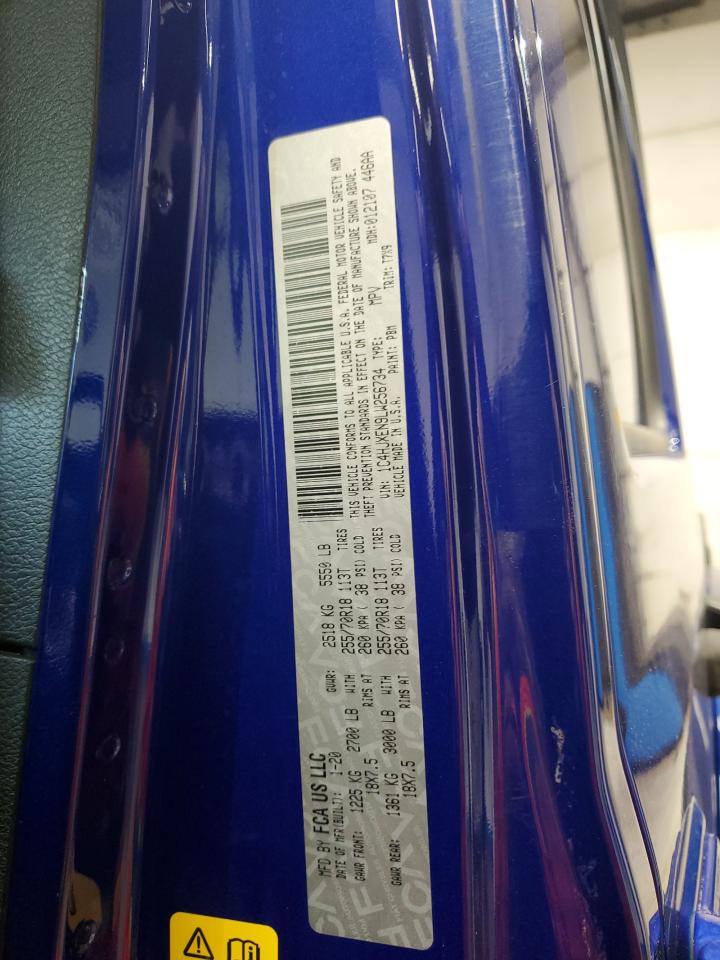 MFD BY FCA US LLC
DATE OF MFR(BUILT): 1-20 GVWR: 2518 KG 5550 LB
GAWR FRONT: 1225 KG 2700 LB WITH 255/70R18 113T TIRES
18X7.5 RIMS AT 260 KPA ( 38 PSI) COLD
GAWR REAR: 1361 KG 3000 LB WITH 255/70R18 113T TIRES
18X7.5 RIMS AT 260 KPA ( 38 PSI) COLD
THIS VEHICLE CONFORMS TO ALL APPLICABLE U.S.A. FEDERAL MOTOR VEHICLE SAFETY AND
THEFT PREVENTION STANDARDS IN EFFECT ON THE DATE OF MANUFACTURE SHOWN ABOVE.
VIN: 1C4HJXEN9LW256734 TYPE: MPV MDH:012107 446AA
VEHICLE MADE IN U.S.A. PAINT: PBM TRIM: T7X9